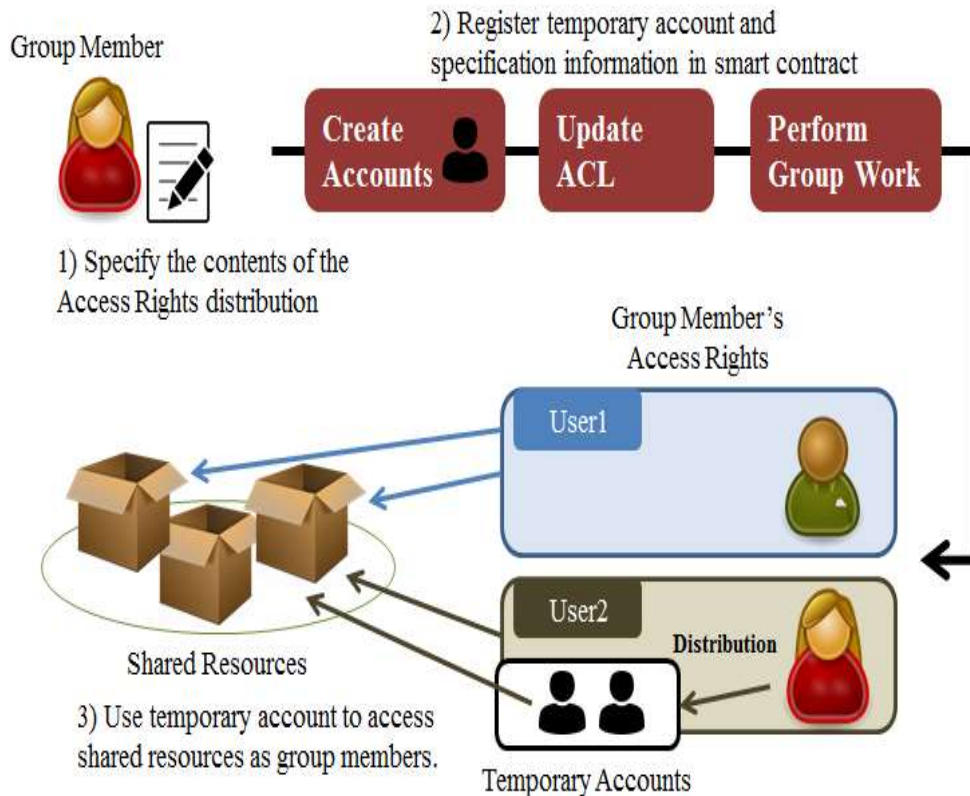 Group Member
2) Register temporary account and
specification information in smart contract
Create
Accounts
Update
ACL
Perform
Group Work
1) Specify the contents of the
Access Rights distribution
Group Member's
Access Rights
User1
User2
Distribution
Shared Resources
3) Use temporary account to access
shared resources as group members.
Temporary Accounts